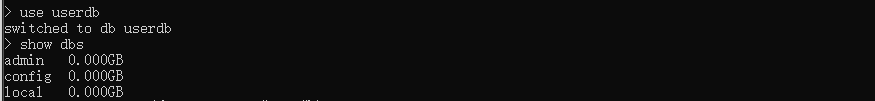 > use userdb
switched to db userdb
> show dbs
admin   0.000GB
config  0.000GB
local   0.000GB